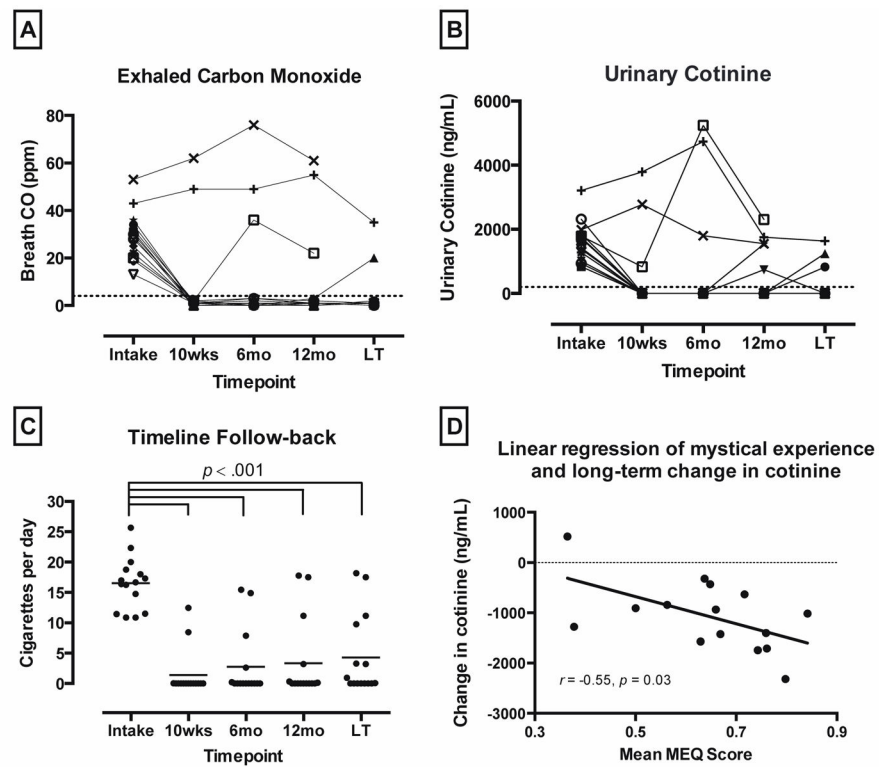 A
Exhaled Carbon Monoxide
Breath CO (ppm)
80
60
40
20
0
Intake 10wks 6mo 12mo LT
Timepoint
B
Urinary Cotinine
Urinary Cotinine (ng/mL)
6000
4000
2000
0
Intake 10wks 6mo 12mo LT
Timepoint
C
Timeline Follow-back
p < .001
Cigarettes per day
30
25
20
15
10
5
0
Intake 10wks 6mo 12mo LT
Timepoint
D
Linear regression of mystical experience
and long-term change in cotinine
Change in cotinine (ng/mL)
1000
0
-1000
-2000
-3000
r = -0.55, p = 0.03
0.3 0.5 0.7 0.9
Mean MEQ Score